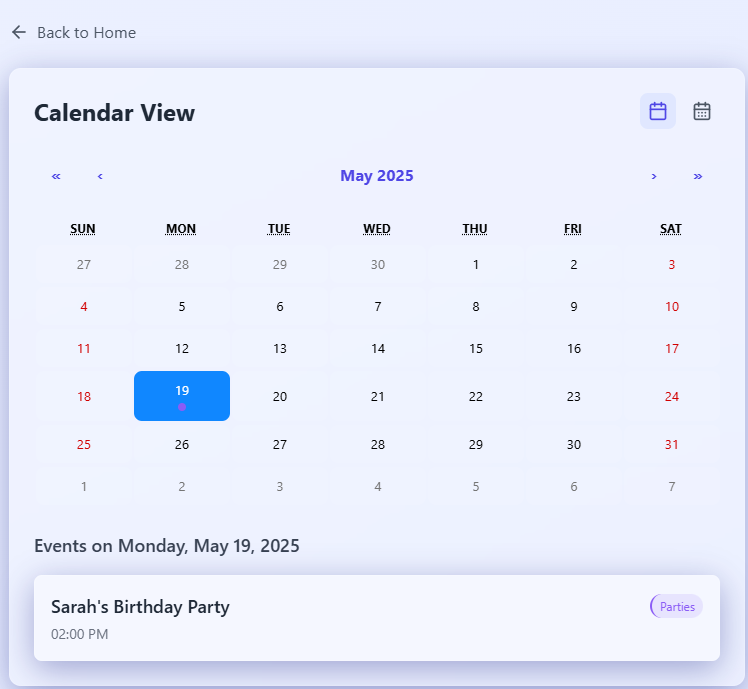 Back to Home
Calendar View
« ‹ May 2025 › »
SUN MON TUE WED THU FRI SAT
27 28 29 30 1 2 3
4 5 6 7 8 9 10
11 12 13 14 15 16 17
18 19 20 21 22 23 24
25 26 27 28 29 30 31
1 2 3 4 5 6 7
Events on Monday, May 19, 2025
Sarah's Birthday Party Parties
02:00 PM